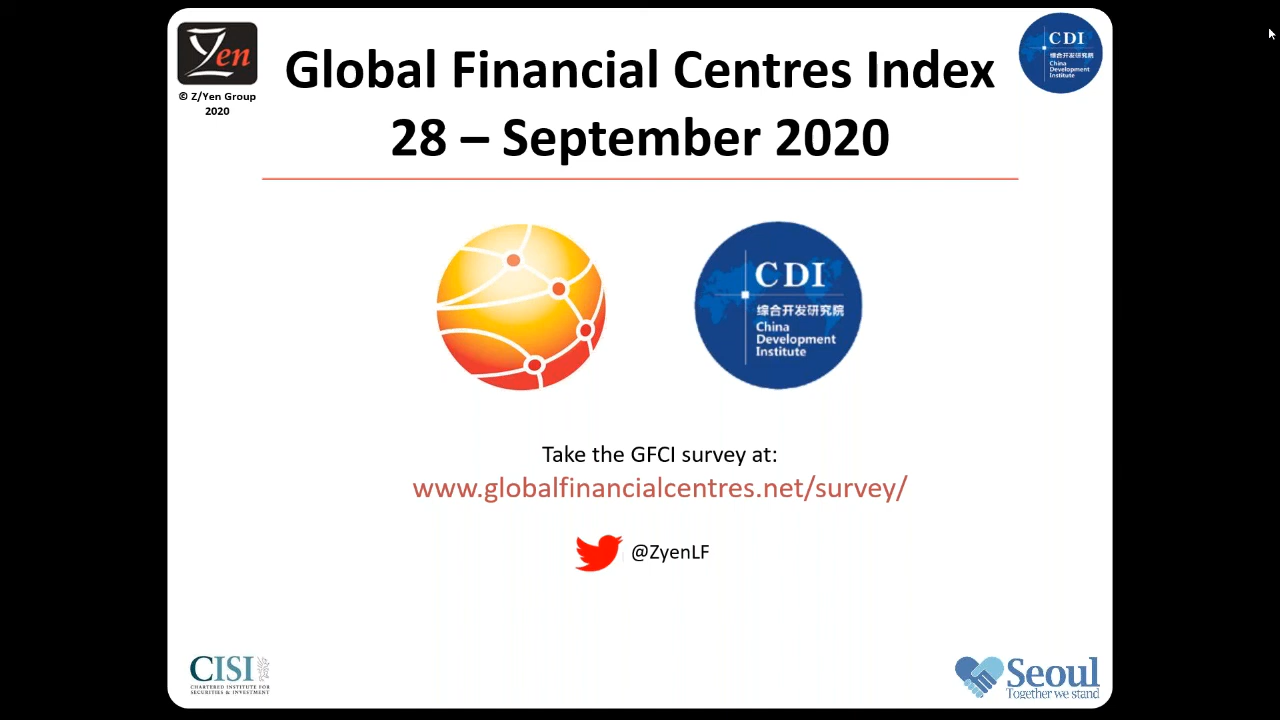 Z/Yen
© Z/Yen Group
2020
Global Financial Centres Index
28 – September 2020
CDI
综合开发研究院
China
Development
Institute
CDI
综合开发研究院
China
Development
Institute
Take the GFCI survey at:
www.globalfinancialcentres.net/survey/
@ZyenLF
CISI
CHARTERED INSTITUTE FOR
SECURITIES & INVESTMENT
Seoul
Together we stand